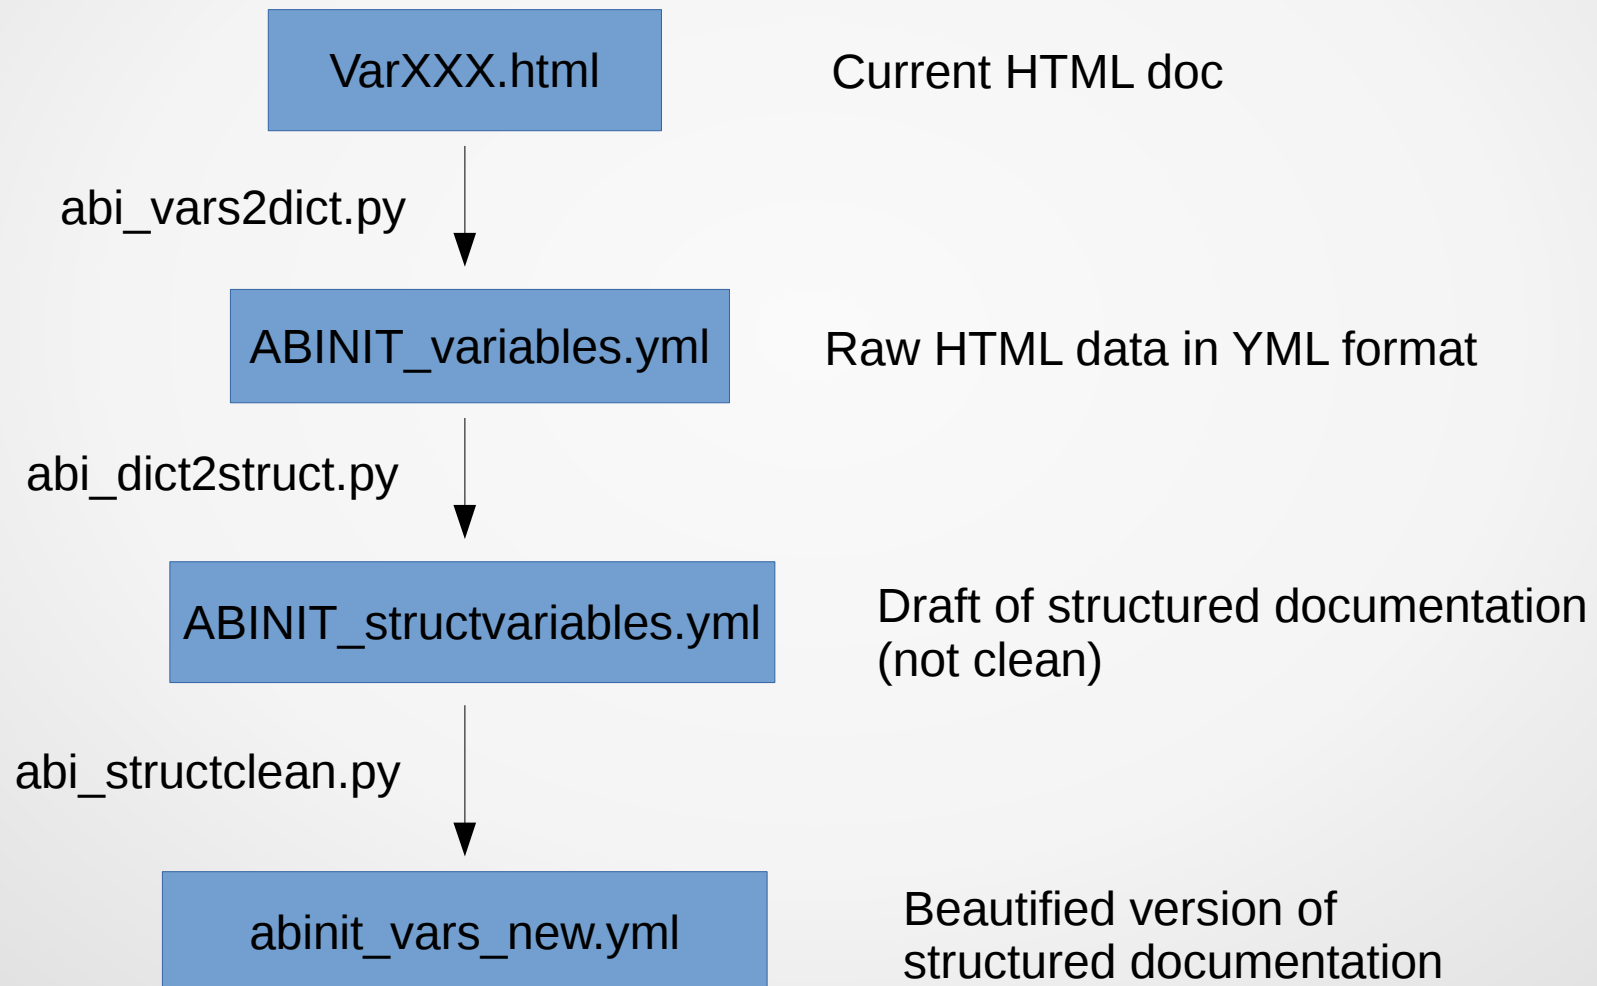 VarXXX.html
Current HTML doc
abi_vars2dict.py
ABINIT_variables.yml
Raw HTML data in YML format
abi_dict2struct.py
ABINIT_structvariables.yml
Draft of structured documentation
(not clean)
abi_structclean.py
abinit_vars_new.yml
Beautified version of
structured documentation